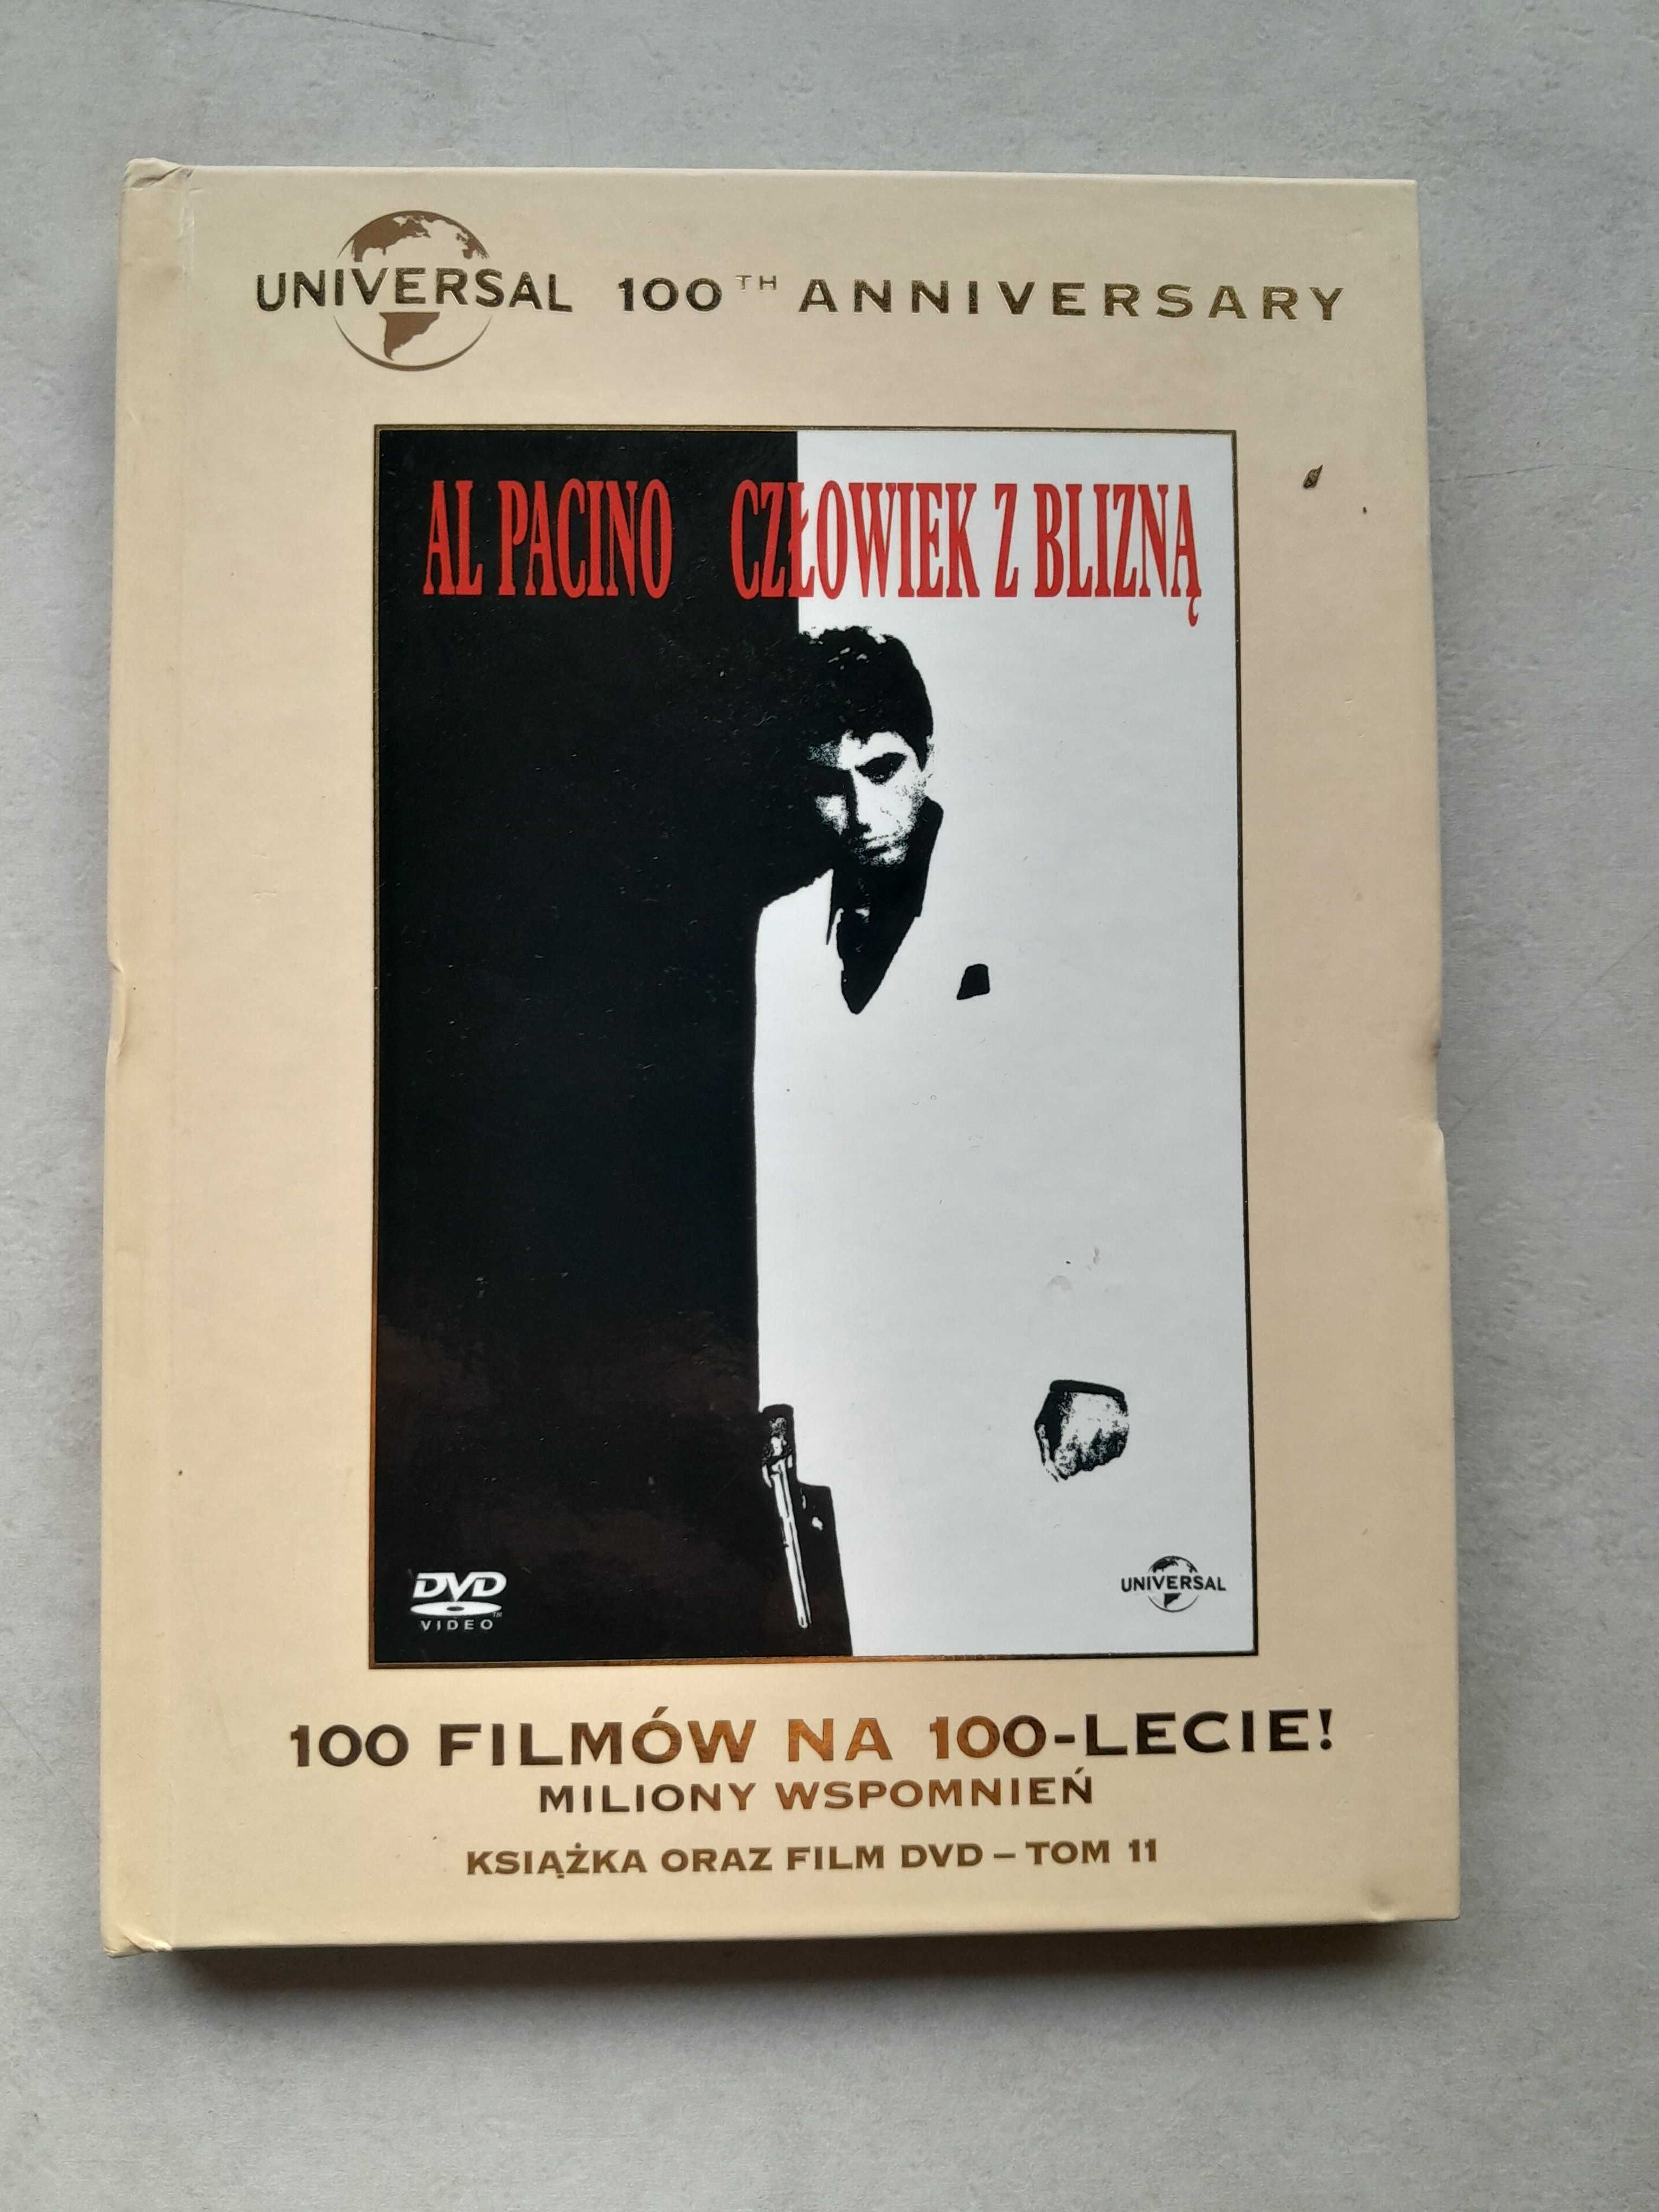 UNIVERSAL 100TH ANNIVERSARY
AL PACINO CZŁOWIEK Z BLIZNĄ
DVD
VIDEO™
UNIVERSAL
100 FILMÓW NA 100-LECIE!
MILIONY WSPOMNIEŃ
KSIĄŻKA ORAZ FILM DVD – TOM 11